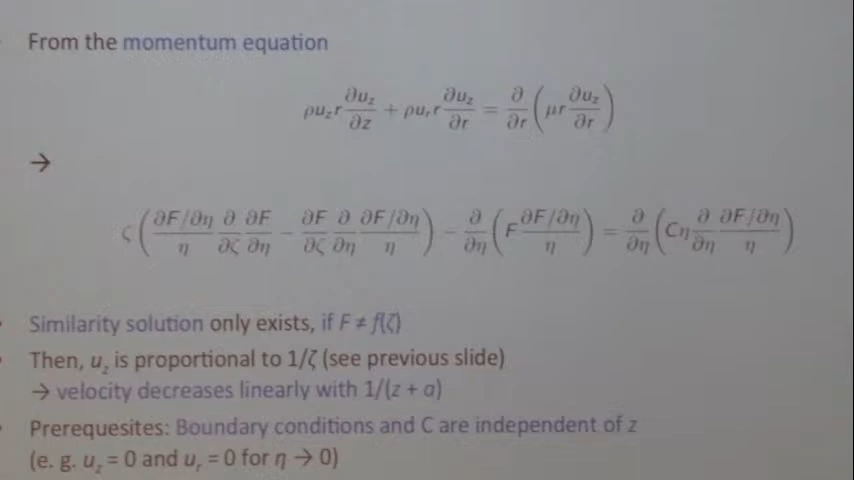 From the momentum equation
ρu_z r ∂u_z/∂z + ρu_r r ∂u_z/∂r = ∂/∂r (μr ∂u_z/∂r)
→
ζ ( (∂F/∂η)/η ∂/∂ζ ∂F/∂η − ∂F/∂ζ ∂/∂η (∂F/∂η)/η ) − ∂/∂η ( F (∂F/∂η)/η ) = ∂/∂η ( Cη ∂/∂η (∂F/∂η)/η )
• Similarity solution only exists, if F ≠ f(ζ)
• Then, u_z is proportional to 1/ζ (see previous slide)
→ velocity decreases linearly with 1/(z + a)
• Prerequesites: Boundary conditions and C are independent of z
(e. g. u_z = 0 and u_r = 0 for η → 0)